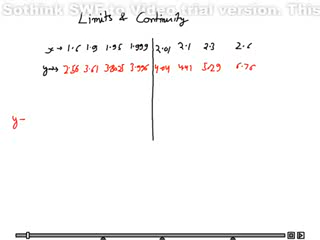 Sothink SWF to Video trial version. This
Limits & Continuity
x → 1.6 1.9 1.95 1.999 2.01 2.1 2.3 2.6
y → 2.56 3.61 3.8025 3.996 4.04 4.41 5.29 6.76
y -